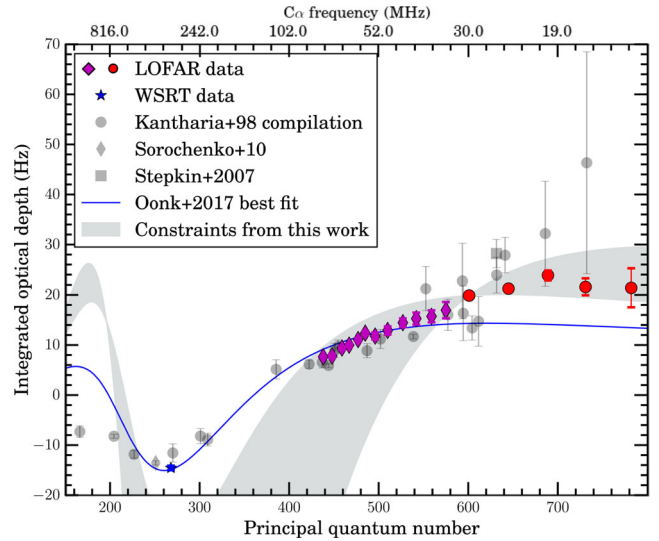 Cα frequency (MHz)
816.0 242.0 102.0 52.0 30.0 19.0
70
60
50
40
30
20
10
0
−10
−20
Integrated optical depth (Hz)
LOFAR data
WSRT data
Kantharia+98 compilation
Sorochenko+10
Stepkin+2007
Oonk+2017 best fit
Constraints from this work
200 300 400 500 600 700
Principal quantum number